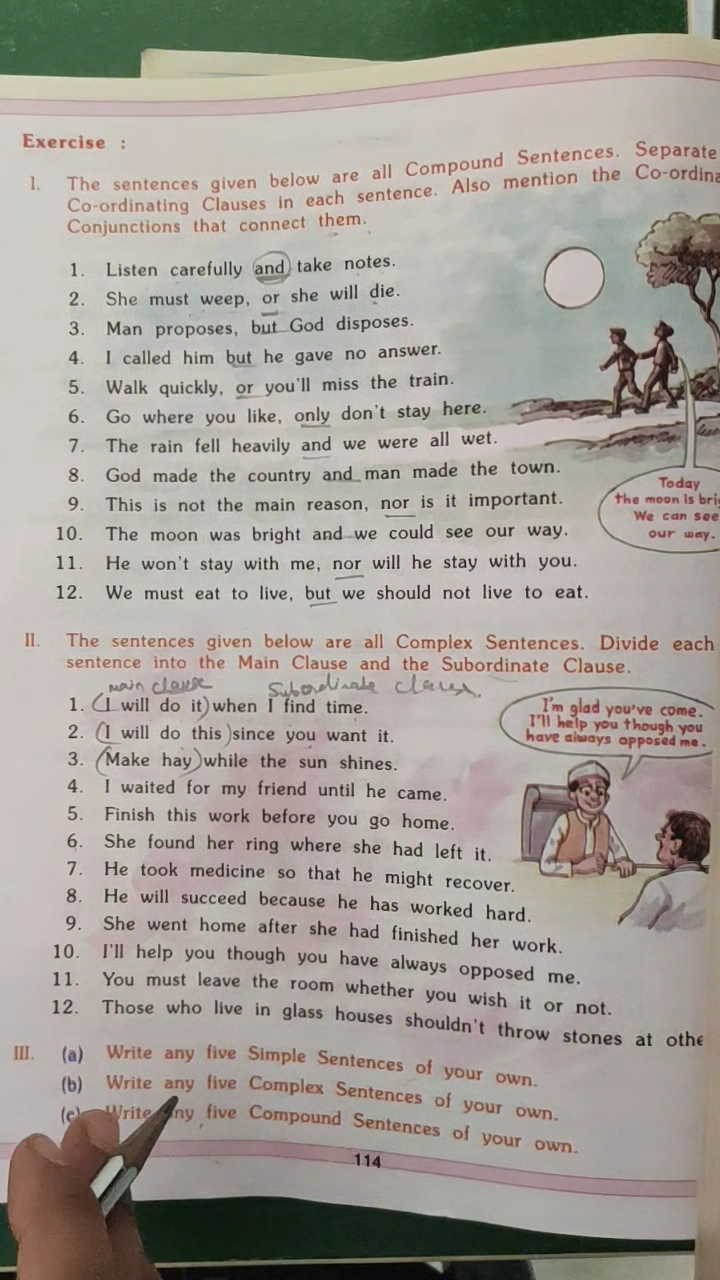 Exercise :
I. The sentences given below are all Compound Sentences. Separate
Co-ordinating Clauses in each sentence. Also mention the
Conjunctions that connect them.
1. Listen carefully and take notes.
2. She must weep, or she will die.
3. Man proposes, but God disposes.
4. I called him but he gave no answer.
5. Walk quickly, or you'll miss the train.
6. Go where you like, only don't stay here.
7. The rain fell heavily and we were all wet.
8. God made the country and man made the town.
9. This is not the main reason, nor is it important.
10. The moon was bright and we could see our way.
11. He won't stay with me, nor will he stay with you.
12. We must eat to live, but we should not live to eat.
Today
the moon is
We can see
our way.
II. The sentences given below are all Complex Sentences. Divide each
sentence into the Main Clause and the Subordinate Clause.
main clause Subordinate clause.
1. (I will do it) when I find time.
2. (I will do this) since you want it.
3. (Make hay) while the sun shines.
4. I waited for my friend until he came.
5. Finish this work before you go home.
6. She found her ring where she had left it.
7. He took medicine so that he might recover.
8. He will succeed because he has worked hard.
9. She went home after she had finished her work.
10. I'll help you though you have always opposed me.
11. You must leave the room whether you wish it or not.
12. Those who live in glass houses shouldn't throw stones at
I'm glad you've come.
I'll help you though you
have always opposed me.
III. (a) Write any five Simple Sentences of your own.
(b) Write any five Complex Sentences of your own.
(c) Write any five Compound Sentences of your own.
114